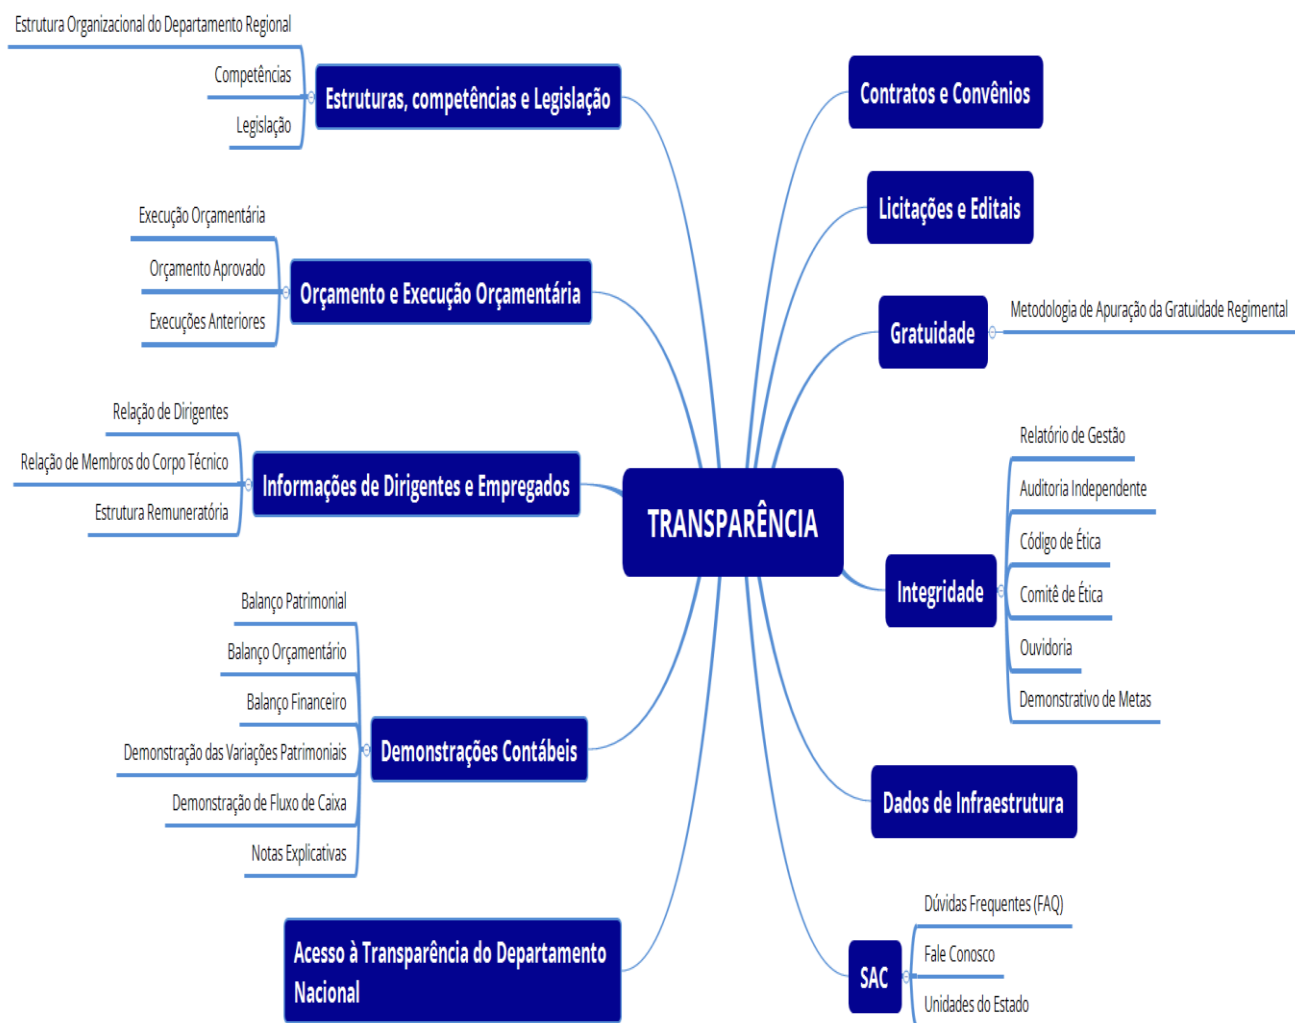 Estrutura Organizacional do Departamento Regional
Competências
Legislação
Estruturas, competências e Legislação
Execução Orçamentária
Orçamento Aprovado
Execuções Anteriores
Orçamento e Execução Orçamentária
Relação de Dirigentes
Relação de Membros do Corpo Técnico
Estrutura Remuneratória
Informações de Dirigentes e Empregados
Balanço Patrimonial
Balanço Orçamentário
Balanço Financeiro
Demonstração das Variações Patrimoniais
Demonstração de Fluxo de Caixa
Notas Explicativas
Demonstrações Contábeis
Acesso à Transparência do Departamento
Nacional
TRANSPARÊNCIA
Contratos e Convênios
Licitações e Editais
Gratuidade
Metodologia de Apuração da Gratuidade Regimental
Integridade
Relatório de Gestão
Auditoria Independente
Código de Ética
Comitê de Ética
Ouvidoria
Demonstrativo de Metas
Dados de Infraestrutura
SAC
Dúvidas Frequentes (FAQ)
Fale Conosco
Unidades do Estado